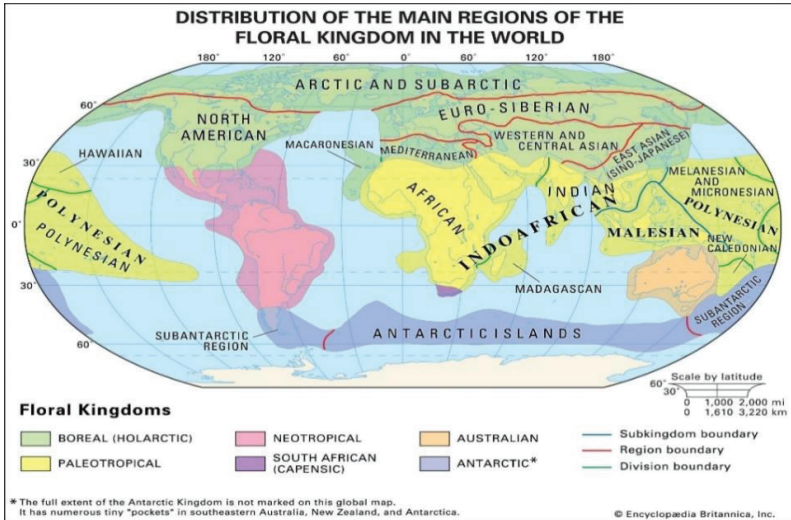 DISTRIBUTION OF THE MAIN REGIONS OF THE
FLORAL KINGDOM IN THE WORLD
180° 120° 60° 0° 60° 120° 180°
ARCTIC AND SUBARCTIC
60°
EURO-SIBERIAN
NORTH
AMERICAN
WESTERN AND
CENTRAL ASIAN
EAST ASIAN
(SINO-JAPANESE)
MACARONESIAN
MEDITERRANEAN
30°
HAWAIIAN
MELANESIAN
AND
MICRONESIAN
INDIAN
AFRICAN
POLYNESIAN
POLYNESIAN
INDOAFRICAN
POLYNESIAN
0°
MALESIAN
NEW
CALEDONIAN
MADAGASCAN
30°
SUBANTARCTIC
REGION
SUBANTARCTIC
REGION
ANTARCTIC ISLANDS
60°
Scale by latitude
60°
30°
0 1,000 2,000 mi
0 1,610 3,220 km
Floral Kingdoms
BOREAL (HOLARCTIC)
NEOTROPICAL
AUSTRALIAN
Subkingdom boundary
Region boundary
PALEOTROPICAL
SOUTH AFRICAN
(CAPENSIC)
ANTARCTIC*
Division boundary
* The full extent of the Antarctic Kingdom is not marked on this global map.
It has numerous tiny "pockets" in southeastern Australia, New Zealand, and Antarctica.
© Encyclopædia Britannica, Inc.